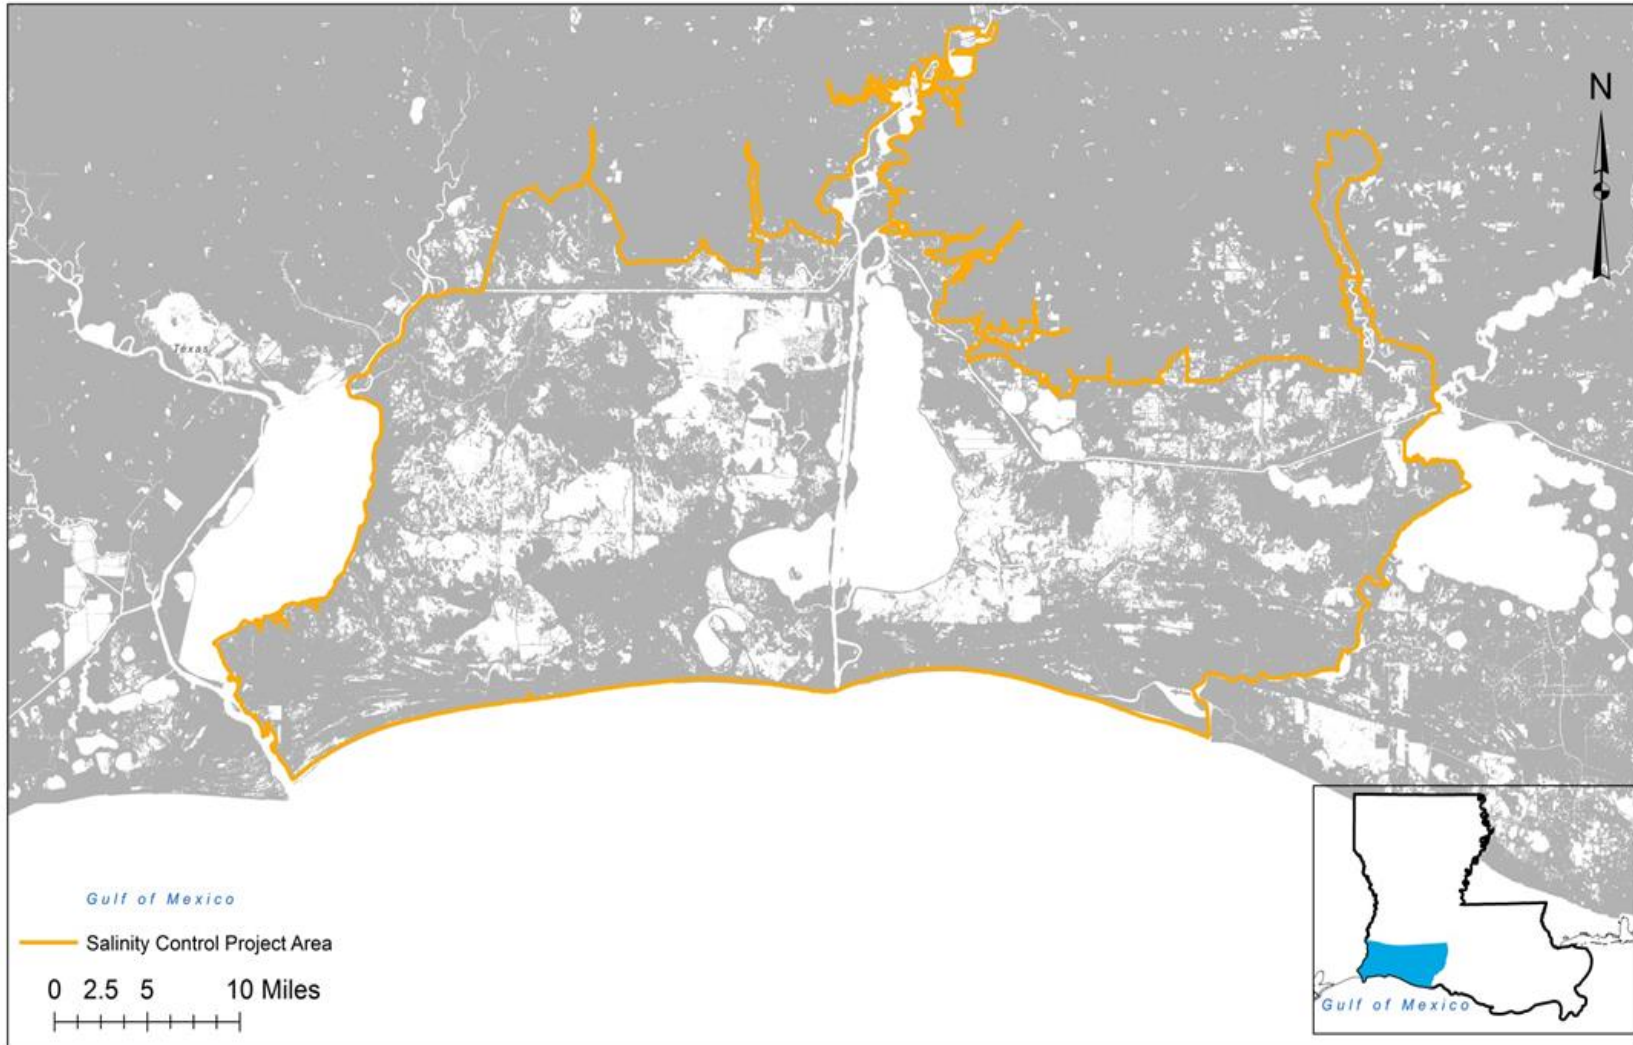 N
Texas
Gulf of Mexico
Salinity Control Project Area
0 2.5 5 10 Miles
Gulf of Mexico